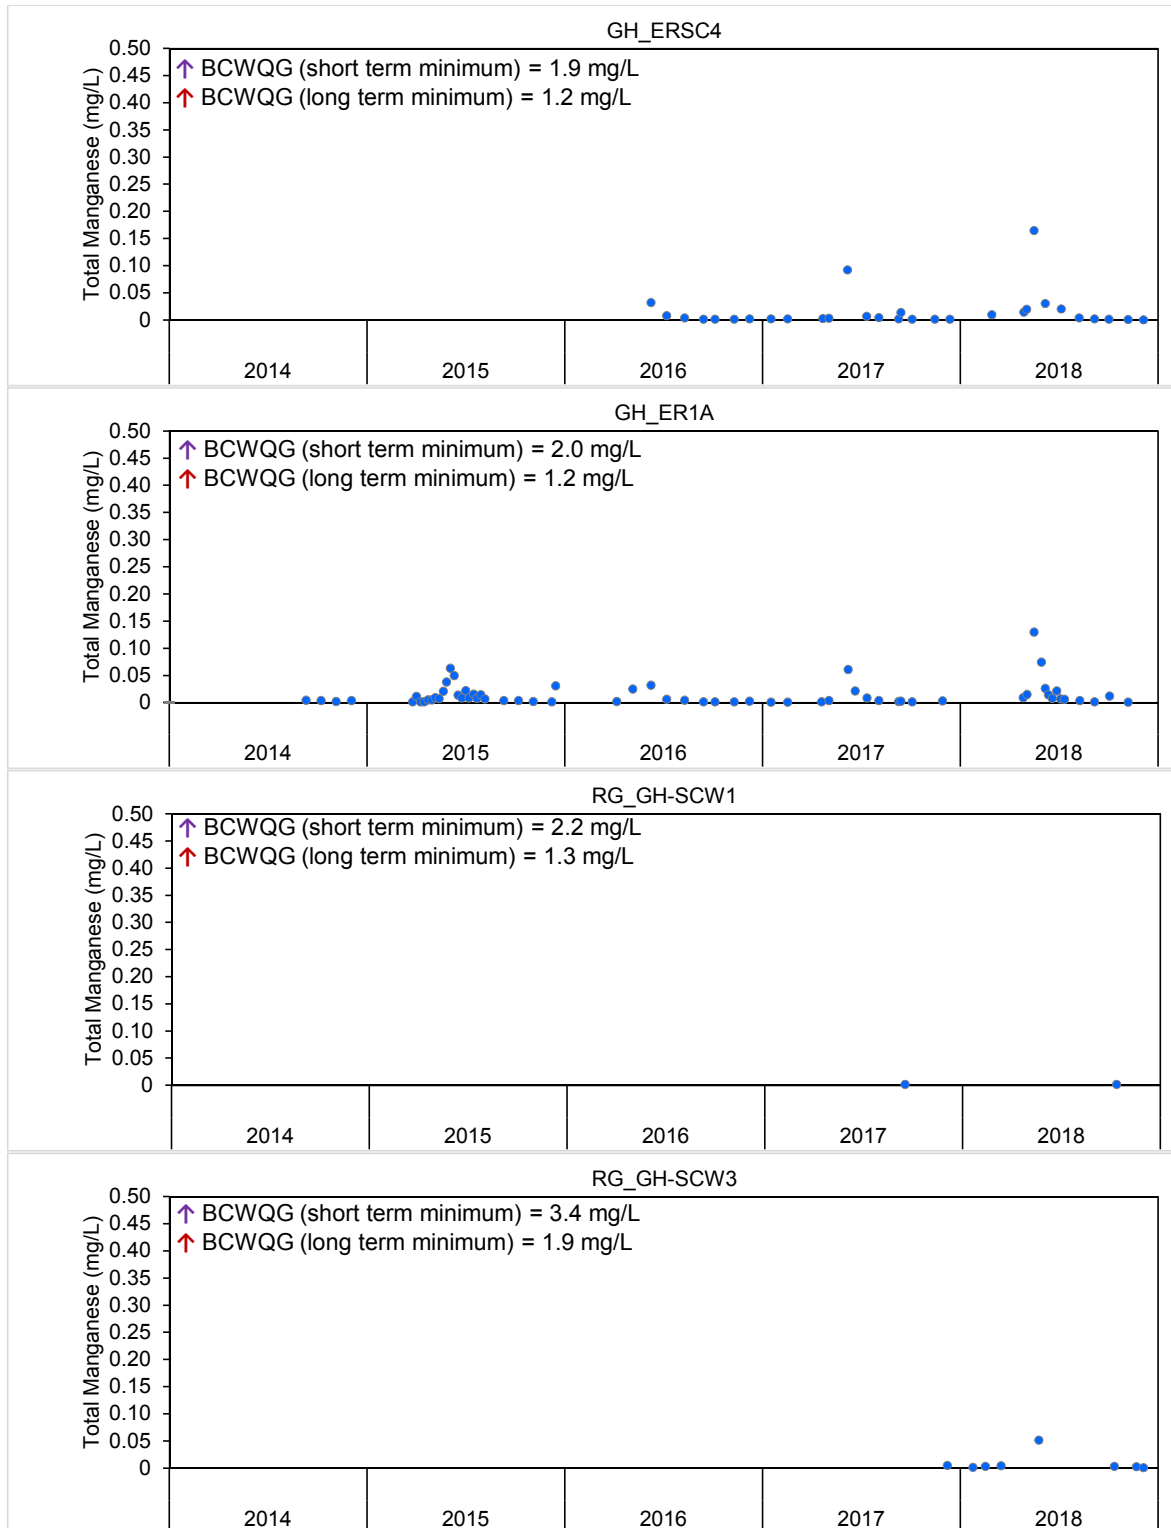 GH_ERSC4
↑ BCWQG (short term minimum) = 1.9 mg/L
↑ BCWQG (long term minimum) = 1.2 mg/L
Total Manganese (mg/L)
0.50
0.45
0.40
0.35
0.30
0.25
0.20
0.15
0.10
0.05
0
2014 2015 2016 2017 2018
GH_ER1A
↑ BCWQG (short term minimum) = 2.0 mg/L
↑ BCWQG (long term minimum) = 1.2 mg/L
Total Manganese (mg/L)
0.50
0.45
0.40
0.35
0.30
0.25
0.20
0.15
0.10
0.05
0
2014 2015 2016 2017 2018
RG_GH-SCW1
↑ BCWQG (short term minimum) = 2.2 mg/L
↑ BCWQG (long term minimum) = 1.3 mg/L
Total Manganese (mg/L)
0.50
0.45
0.40
0.35
0.30
0.25
0.20
0.15
0.10
0.05
0
2014 2015 2016 2017 2018
RG_GH-SCW3
↑ BCWQG (short term minimum) = 3.4 mg/L
↑ BCWQG (long term minimum) = 1.9 mg/L
Total Manganese (mg/L)
0.50
0.45
0.40
0.35
0.30
0.25
0.20
0.15
0.10
0.05
0
2014 2015 2016 2017 2018